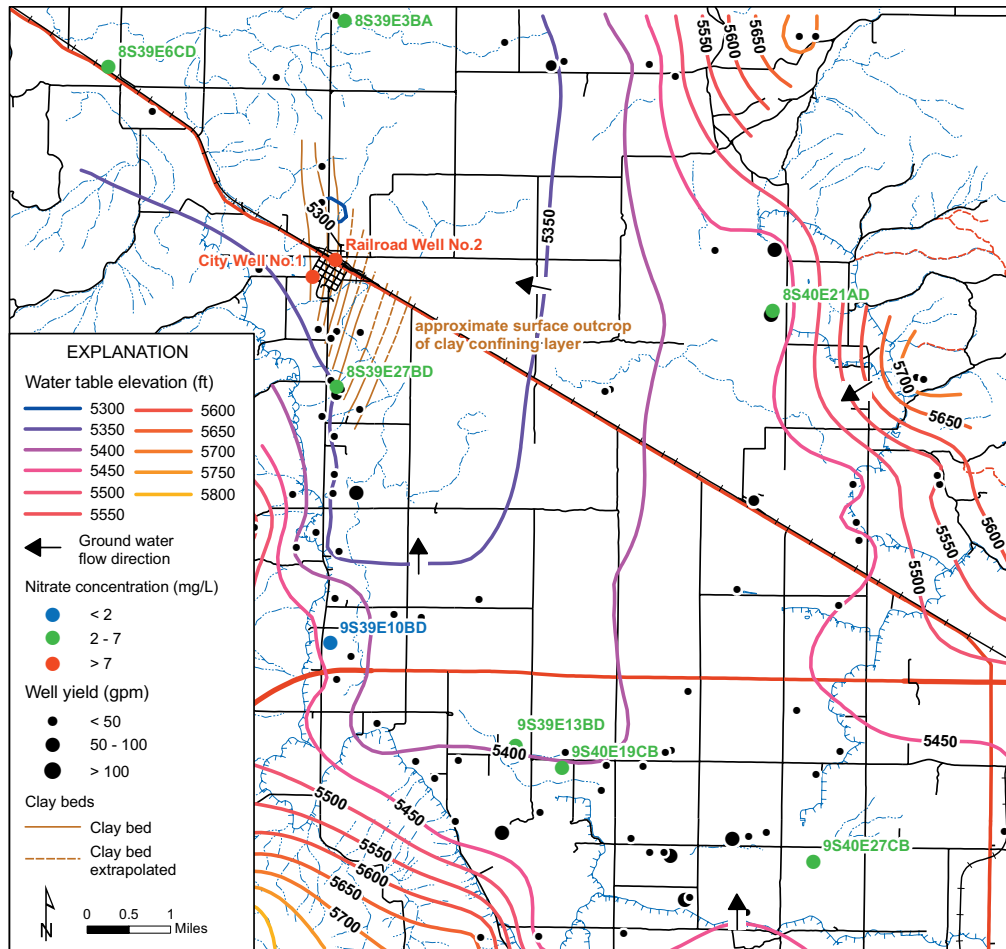 8S39E3BA
8S39E6CD
5550
5600
5650
5300
5350
Railroad Well No.2
City Well No.1
8S40E21AD
approximate surface outcrop
of clay confining layer
8S39E27BD
5700
5650
5600
5550
5500
9S39E10BD
9S39E13BD
5400
9S40E19CB
5450
5500
5450
5550
5600
5650
5700
9S40E27CB
EXPLANATION
Water table elevation (ft)
5300
5350
5400
5450
5500
5550
5600
5650
5700
5750
5800
Ground water
flow direction
Nitrate concentration (mg/L)
< 2
2 - 7
> 7
Well yield (gpm)
< 50
50 - 100
> 100
Clay beds
Clay bed
Clay bed
extrapolated
N
0 0.5 1
Miles